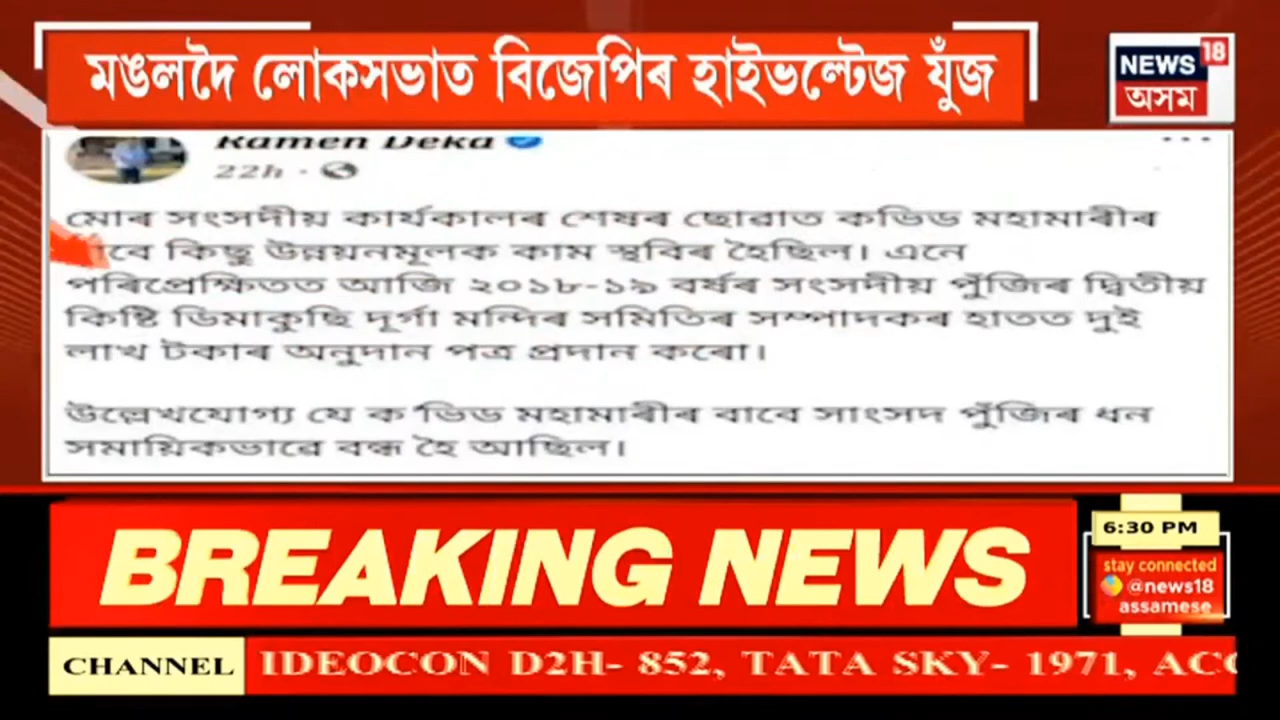 মঙলদৈ লোকসভাত বিজেপিৰ হাইভল্টেজ যুঁজ
NEWS 18
অসম
Ramen Deka
22h ·
মোৰ সংসদীয় কাৰ্যকালৰ শেষৰ ছোৱাত কভিড মহামাৰীৰ
কিছু উন্নয়নমূলক কাম স্থবিৰ হৈছিল। এনে
পৰিপ্ৰেক্ষিতত আজি ২০১৮-১৯ বৰ্ষৰ সংসদীয় পুঁজিৰ দ্বিতীয়
কিষ্টি ডিমাকুছি দূৰ্গা মন্দিৰ সমিতিৰ সম্পাদকৰ হাতত দুই
লাখ টকাৰ অনুদান পত্ৰ প্ৰদান কৰো।
উল্লেখযোগ্য যে ক'ভিড মহামাৰীৰ বাবে সাংসদ পুঁজিৰ ধন
সমায়িকভাৱে বন্ধ হৈ আছিল।
BREAKING NEWS
6:30 PM
stay connected
@news18
assamese
CHANNEL IDEOCON D2H- 852, TATA SKY- 1971, ACC